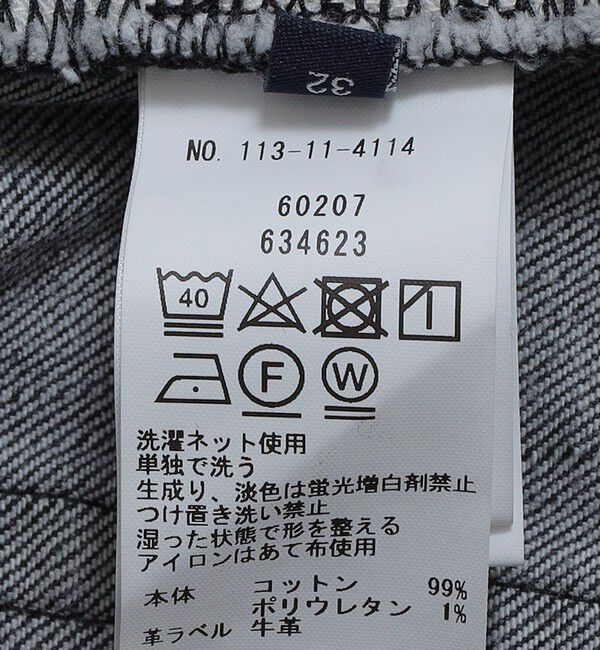 32
NO. 113-11-4114
60207
634623
40
F W
洗濯ネット使用
単独で洗う
生成り、淡色は蛍光増白剤禁止
つけ置き洗い禁止
湿った状態で形を整える
アイロンはあて布使用
本体 コットン 99%
ポリウレタン 1%
革ラベル 牛革